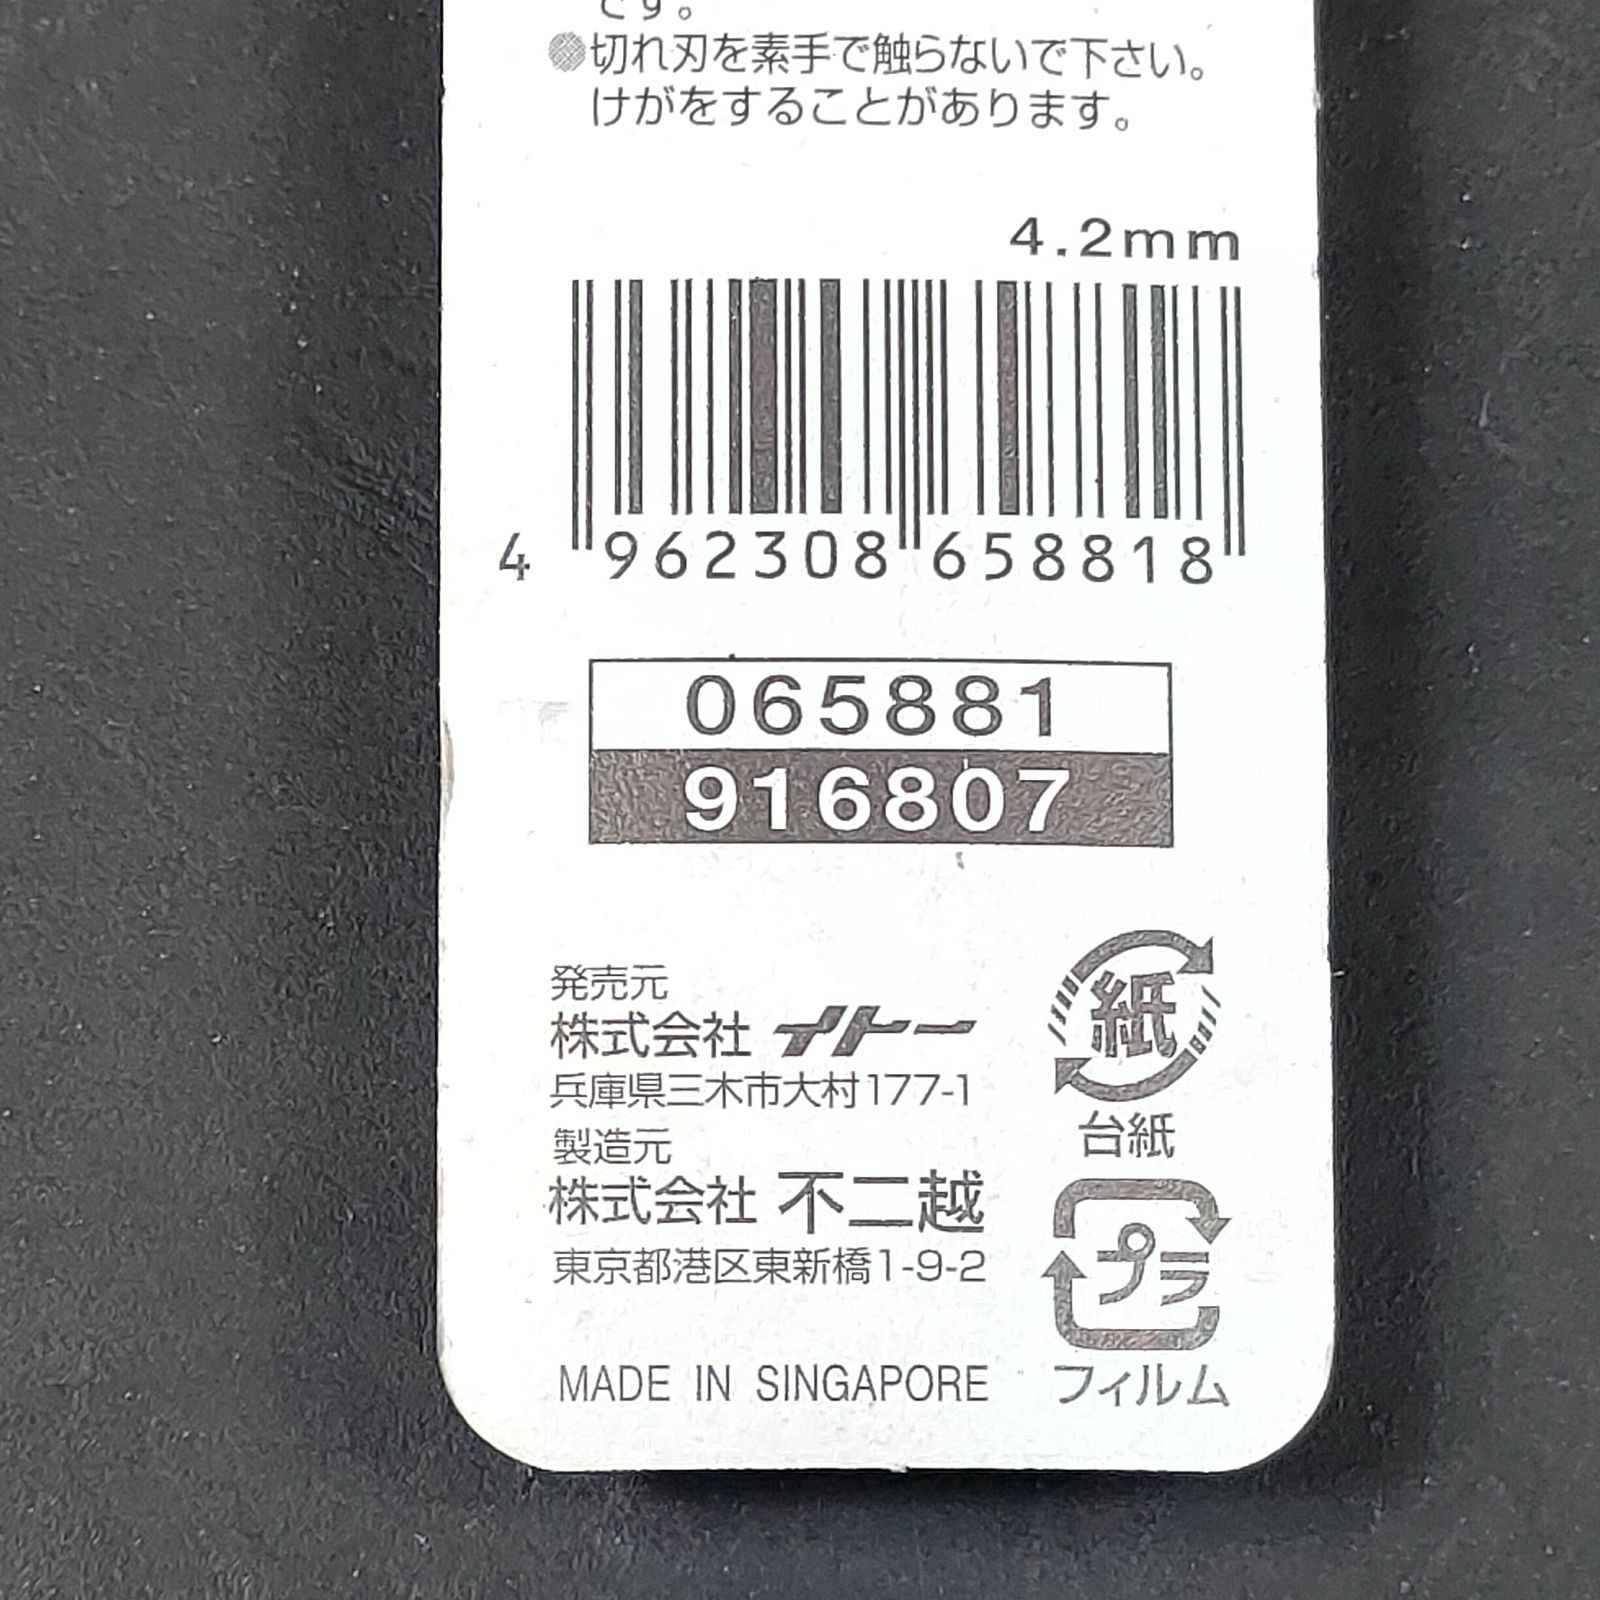 です。
●切れ刃を素手で触らないで下さい。
けがをすることがあります。
4.2mm
4 962308 658818
065881
916807
発売元
株式会社 イトー
兵庫県三木市大村177-1
製造元
株式会社 不二越
東京都港区東新橋1-9-2
MADE IN SINGAPORE
紙
台紙
プラ
フィルム